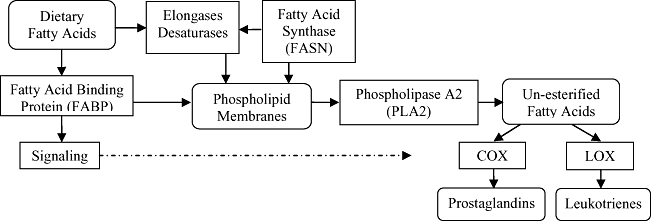 Dietary
Fatty Acids
Elongases
Desaturases
Fatty Acid
Synthase
(FASN)
Fatty Acid Binding
Protein (FABP)
Phospholipid
Membranes
Phospholipase A2
(PLA2)
Un-esterified
Fatty Acids
Signaling
COX
LOX
Prostaglandins
Leukotrienes